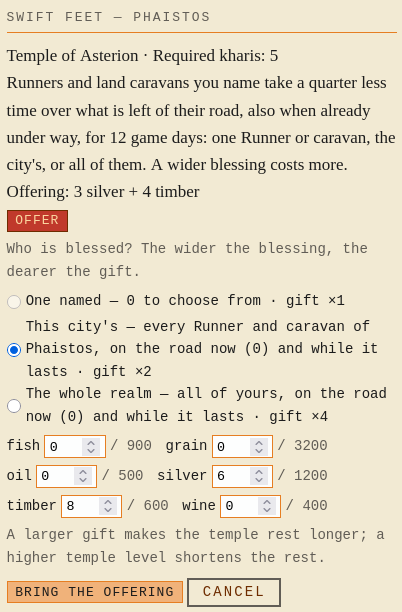 SWIFT FEET — PHAISTOS
Temple of Asterion · Required kharis: 5
Runners and land caravans you name take a quarter less
time over what is left of their road, also when already
under way, for 12 game days: one Runner or caravan, the
city's, or all of them. A wider blessing costs more.
Offering: 3 silver + 4 timber
OFFER
Who is blessed? The wider the blessing, the
dearer the gift.
One named — 0 to choose from · gift ×1
This city's — every Runner and caravan of
Phaistos, on the road now (0) and while it
lasts · gift ×2
The whole realm — all of yours, on the road
now (0) and while it lasts · gift ×4
fish 0 / 900 grain 0 / 3200
oil 0 / 500 silver 6 / 1200
timber 8 / 600 wine 0 / 400
A larger gift makes the temple rest longer; a
higher temple level shortens the rest.
BRING THE OFFERING CANCEL